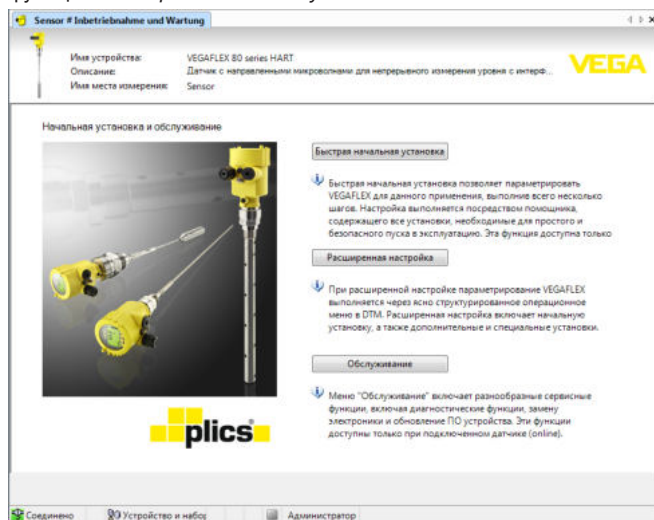 Sensor # Inbetriebnahme und Wartung
Имя устройства: VEGAFLEX 80 series HART
Описание: Датчик с направленными микроволнами для непрерывного измерения уровня с интерф...
Имя места измерения: Sensor
VEGA
Начальная установка и обслуживание
Быстрая начальная установка
Быстрая начальная установка позволяет параметрировать
VEGAFLEX для данного применения, выполнив всего несколько
шагов. Настройка выполняется посредством помощника,
содержащего все установки, необходимые для простого и
безопасного пуска в эксплуатацию. Эта функция доступна только
Расширенная настройка
При расширенной настройке параметрирование VEGAFLEX
выполняется через ясно структурированное операционное
меню в DTM. Расширенная настройка включает начальную
установку, а также дополнительные и специальные установки.
Обслуживание
Меню "Обслуживание" включает разнообразные сервисные
функции, включая диагностические функции, замену
электроники и обновление ПО устройства. Эти функции
доступны только при подключенном датчике (online).
plics
Соединено Устройство и набор Администратор